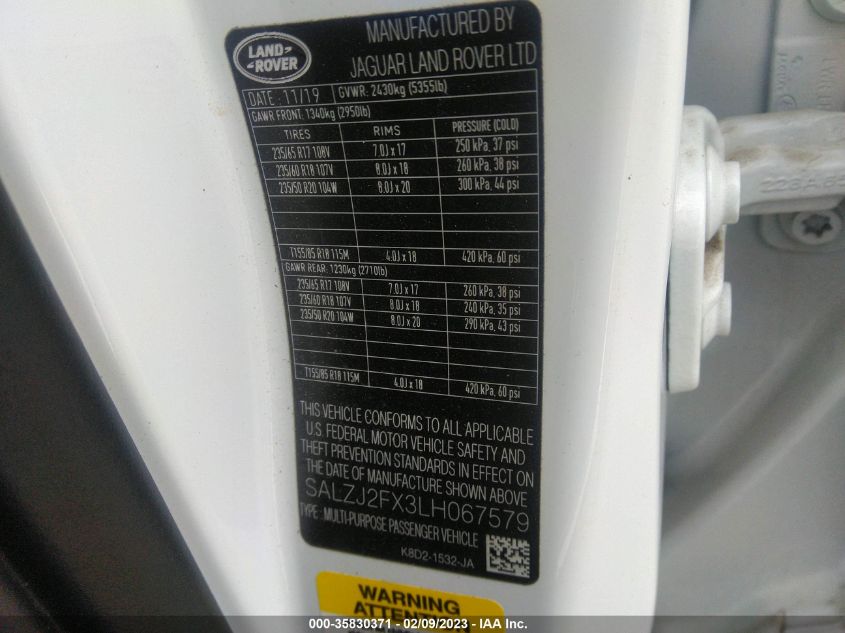 LAND
ROVER
MANUFACTURED BY
JAGUAR LAND ROVER LTD
DATE : 11/19 GVWR: 2430kg (5355lb)
GAWR FRONT: 1340kg (2950lb)
TIRES RIMS PRESSURE (COLD)
235/65 R17 108V 7.0J x 17 250 kPa, 37 psi
235/60 R18 107V 8.0J x 18 260 kPa, 38 psi
235/50 R20 104W 8.0J x 20 300 kPa, 44 psi
T155/85 R18 115M 4.0J x 18 420 kPa, 60 psi
GAWR REAR: 1230kg (2710lb)
235/65 R17 108V 7.0J x 17 260 kPa, 38 psi
235/60 R18 107V 8.0J x 18 240 kPa, 35 psi
235/50 R20 104W 8.0J x 20 290 kPa, 43 psi
T155/85 R18 115M 4.0J x 18 420 kPa, 60 psi
THIS VEHICLE CONFORMS TO ALL APPLICABLE
U.S. FEDERAL MOTOR VEHICLE SAFETY AND
THEFT PREVENTION STANDARDS IN EFFECT ON
THE DATE OF MANUFACTURE SHOWN ABOVE
SALZJ2FX3LH067579
TYPE : MULTI-PURPOSE PASSENGER VEHICLE
K8D2-1532-JA
WARNING
ATTENTION
000-35830371 - 02/09/2023 - IAA Inc.